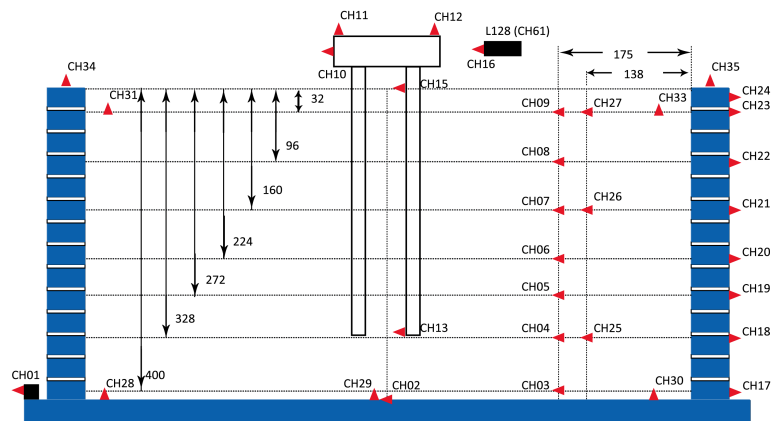 CH11
CH12
L128 (CH61)
CH10
CH16
175
138
CH34
CH35
CH31
CH15
CH24
32
CH09
CH27
CH33
CH23
96
CH08
CH22
160
CH07
CH26
CH21
224
CH06
CH20
272
CH05
CH19
328
CH13
CH04
CH25
CH18
400
CH01
CH28
CH29
CH02
CH03
CH30
CH17